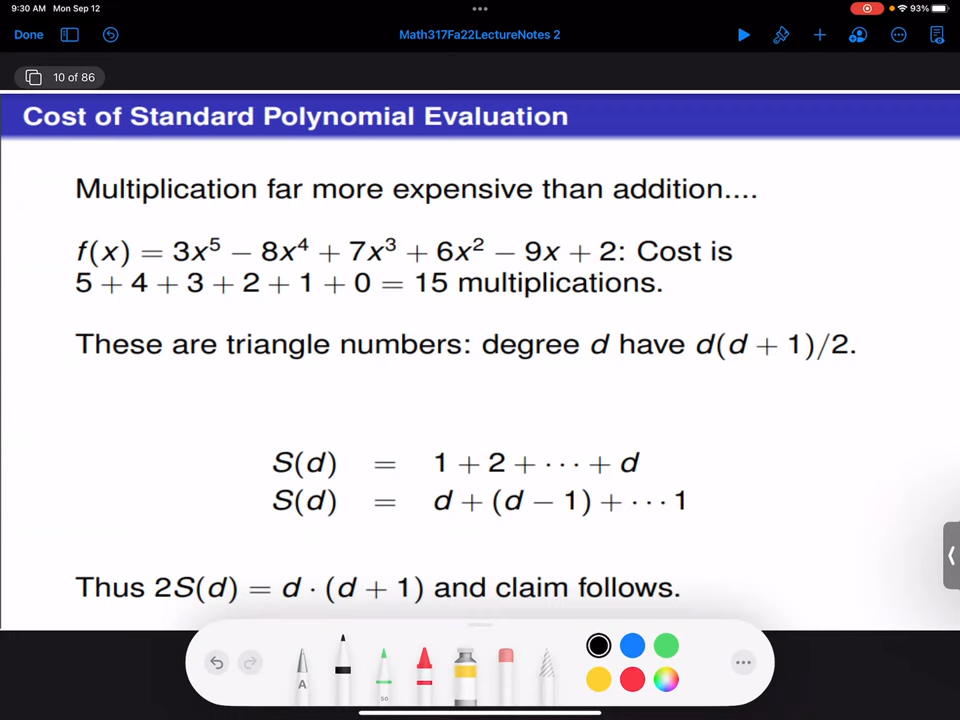 9:30 AM Mon Sep 12
93%
Done
Math317Fa22LectureNotes 2
10 of 86
Cost of Standard Polynomial Evaluation
Multiplication far more expensive than addition....
f(x) = 3x⁵ − 8x⁴ + 7x³ + 6x² − 9x + 2: Cost is
5 + 4 + 3 + 2 + 1 + 0 = 15 multiplications.
These are triangle numbers: degree d have d(d + 1)/2.
S(d) = 1 + 2 + ··· + d
S(d) = d + (d − 1) + ··· 1
Thus 2S(d) = d · (d + 1) and claim follows.
A
50